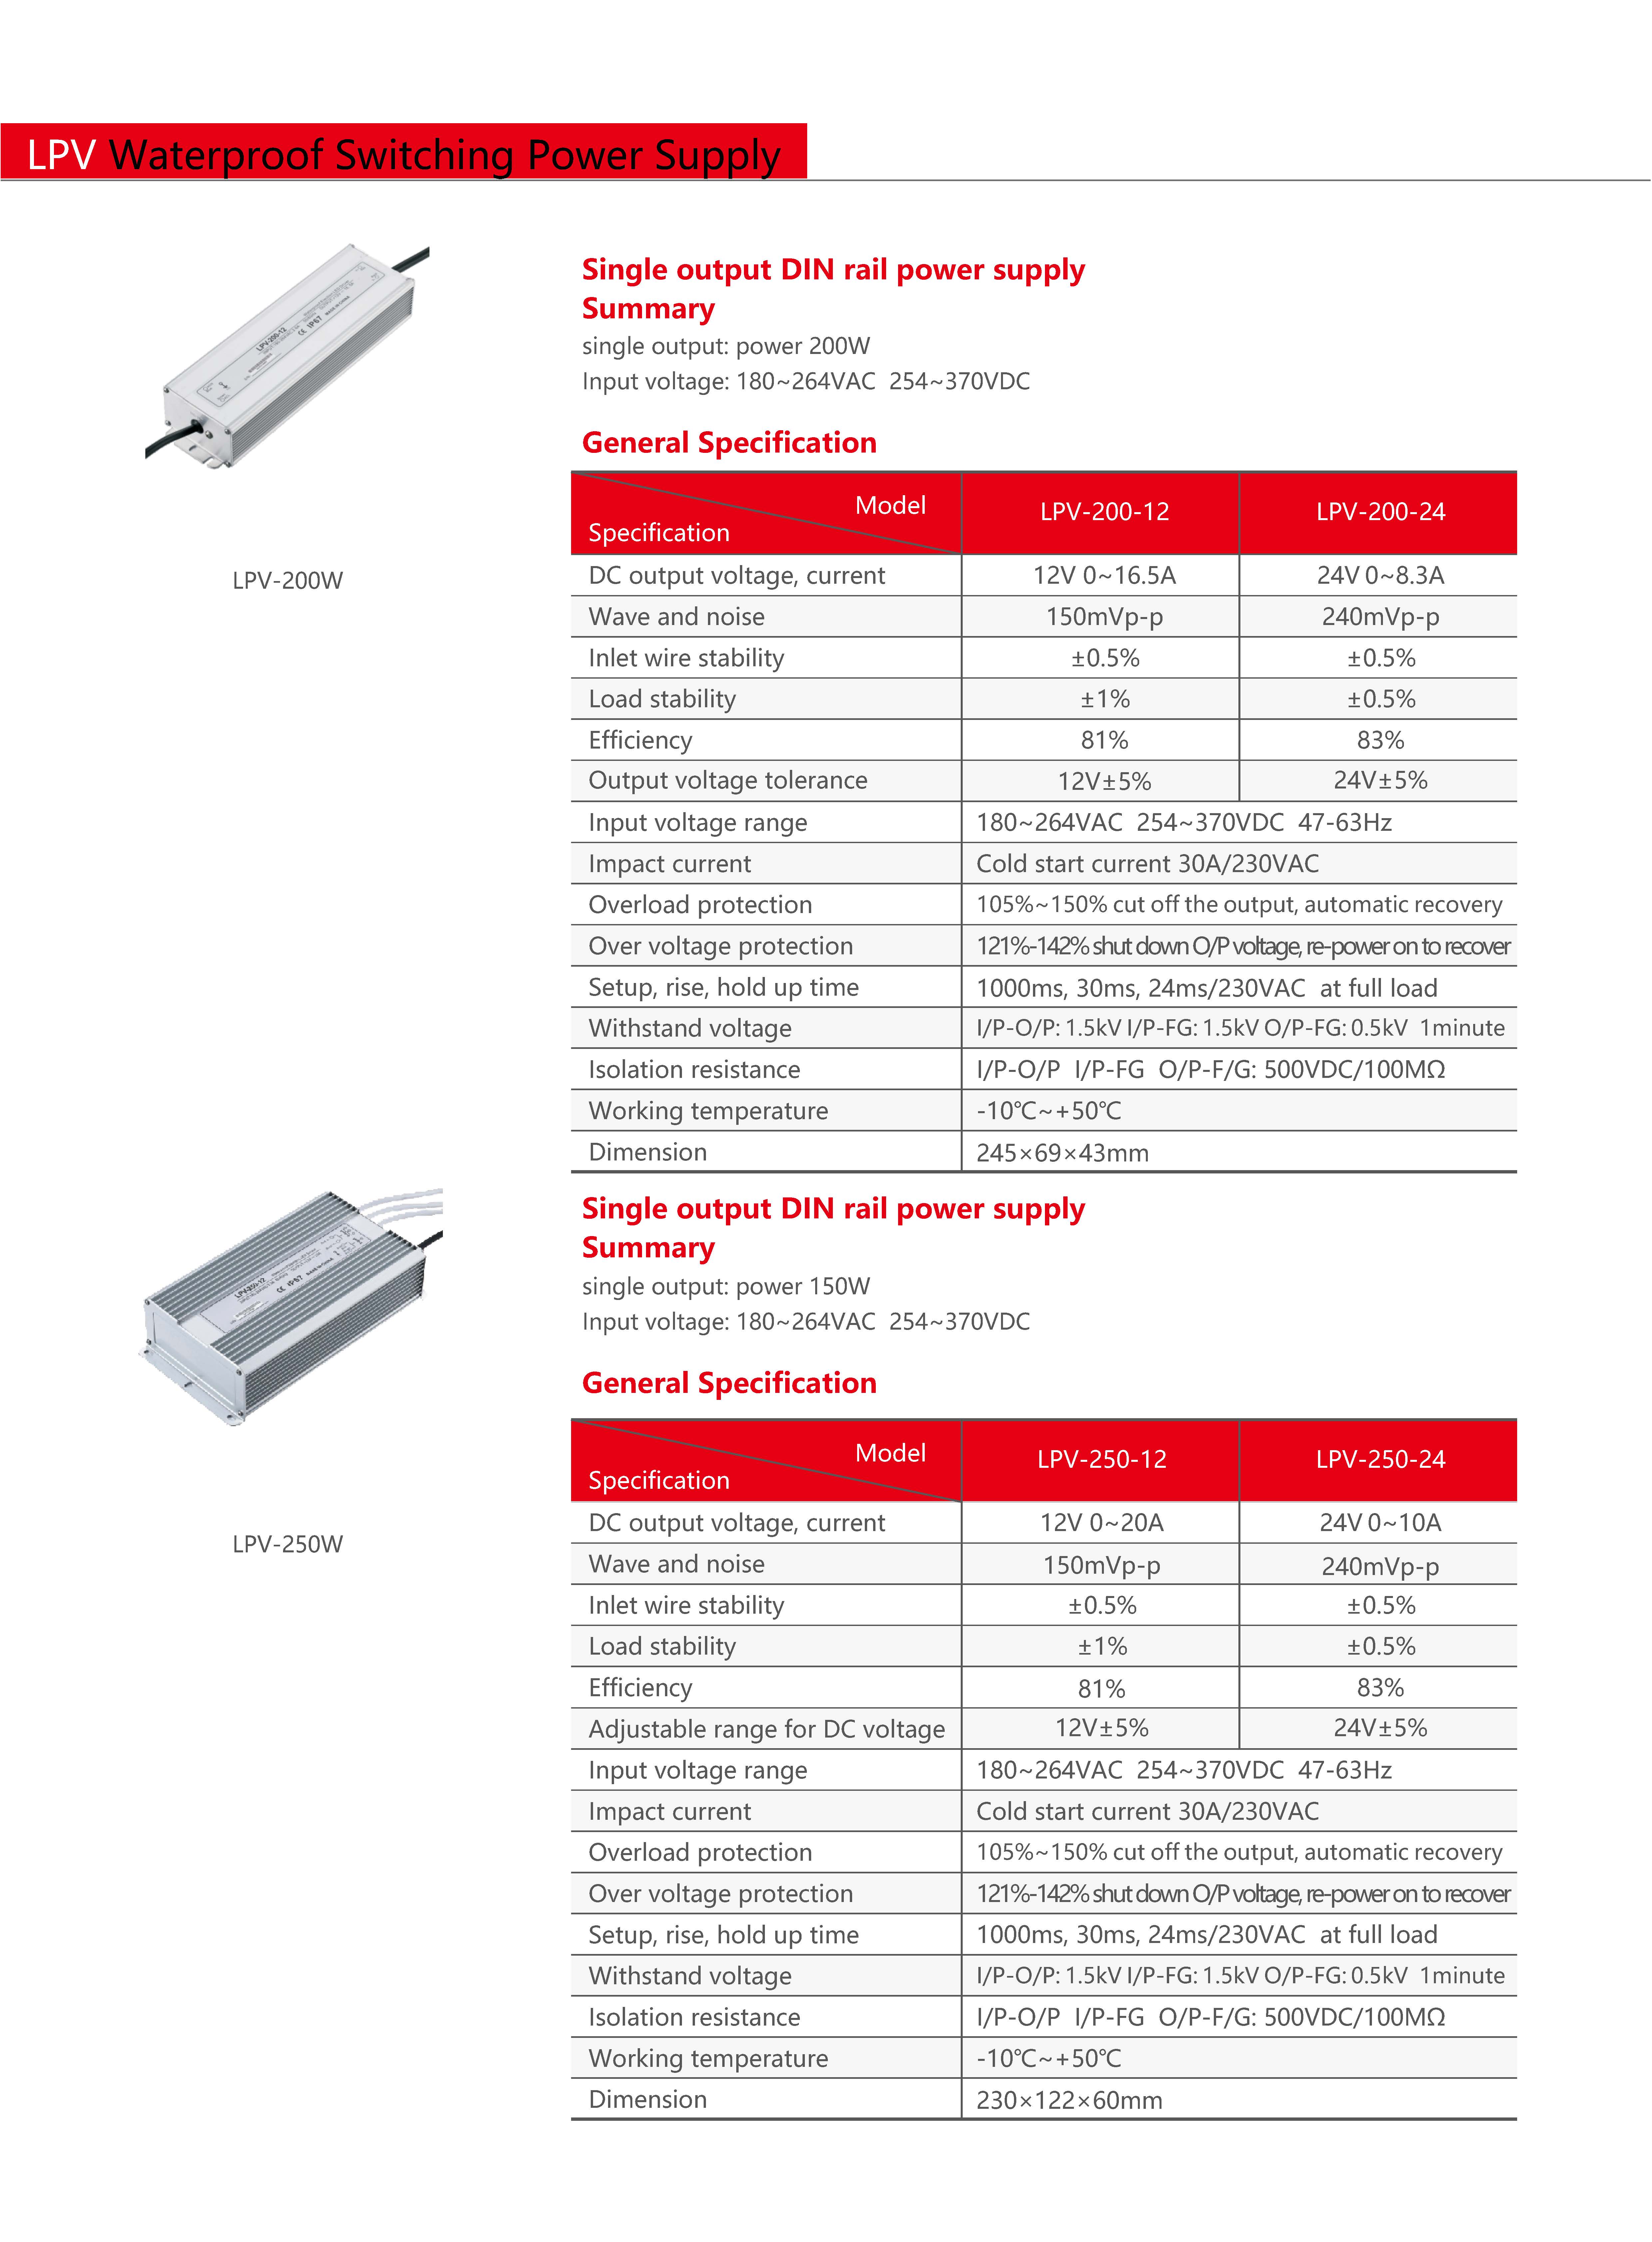 LPV Waterproof Switching Power Supply
LPV-200-12
CE IP67
LPV-200W
Single output DIN rail power supply
Summary
single output: power 200W
Input voltage: 180~264VAC 254~370VDC
General Specification
Specification Model LPV-200-12 LPV-200-24
DC output voltage, current 12V 0~16.5A 24V 0~8.3A
Wave and noise 150mVp-p 240mVp-p
Inlet wire stability ±0.5% ±0.5%
Load stability ±1% ±0.5%
Efficiency 81% 83%
Output voltage tolerance 12V±5% 24V±5%
Input voltage range 180~264VAC 254~370VDC 47-63Hz
Impact current Cold start current 30A/230VAC
Overload protection 105%~150% cut off the output, automatic recovery
Over voltage protection 121%-142% shut down O/P voltage, re-power on to recover
Setup, rise, hold up time 1000ms, 30ms, 24ms/230VAC at full load
Withstand voltage I/P-O/P: 1.5kV I/P-FG: 1.5kV O/P-FG: 0.5kV 1minute
Isolation resistance I/P-O/P I/P-FG O/P-F/G: 500VDC/100MΩ
Working temperature -10℃~+50℃
Dimension 245×69×43mm
LPV-250-12
CE IP67
LPV-250W
Single output DIN rail power supply
Summary
single output: power 150W
Input voltage: 180~264VAC 254~370VDC
General Specification
Specification Model LPV-250-12 LPV-250-24
DC output voltage, current 12V 0~20A 24V 0~10A
Wave and noise 150mVp-p 240mVp-p
Inlet wire stability ±0.5% ±0.5%
Load stability ±1% ±0.5%
Efficiency 81% 83%
Adjustable range for DC voltage 12V±5% 24V±5%
Input voltage range 180~264VAC 254~370VDC 47-63Hz
Impact current Cold start current 30A/230VAC
Overload protection 105%~150% cut off the output, automatic recovery
Over voltage protection 121%-142% shut down O/P voltage, re-power on to recover
Setup, rise, hold up time 1000ms, 30ms, 24ms/230VAC at full load
Withstand voltage I/P-O/P: 1.5kV I/P-FG: 1.5kV O/P-FG: 0.5kV 1minute
Isolation resistance I/P-O/P I/P-FG O/P-F/G: 500VDC/100MΩ
Working temperature -10℃~+50℃
Dimension 230×122×60mm